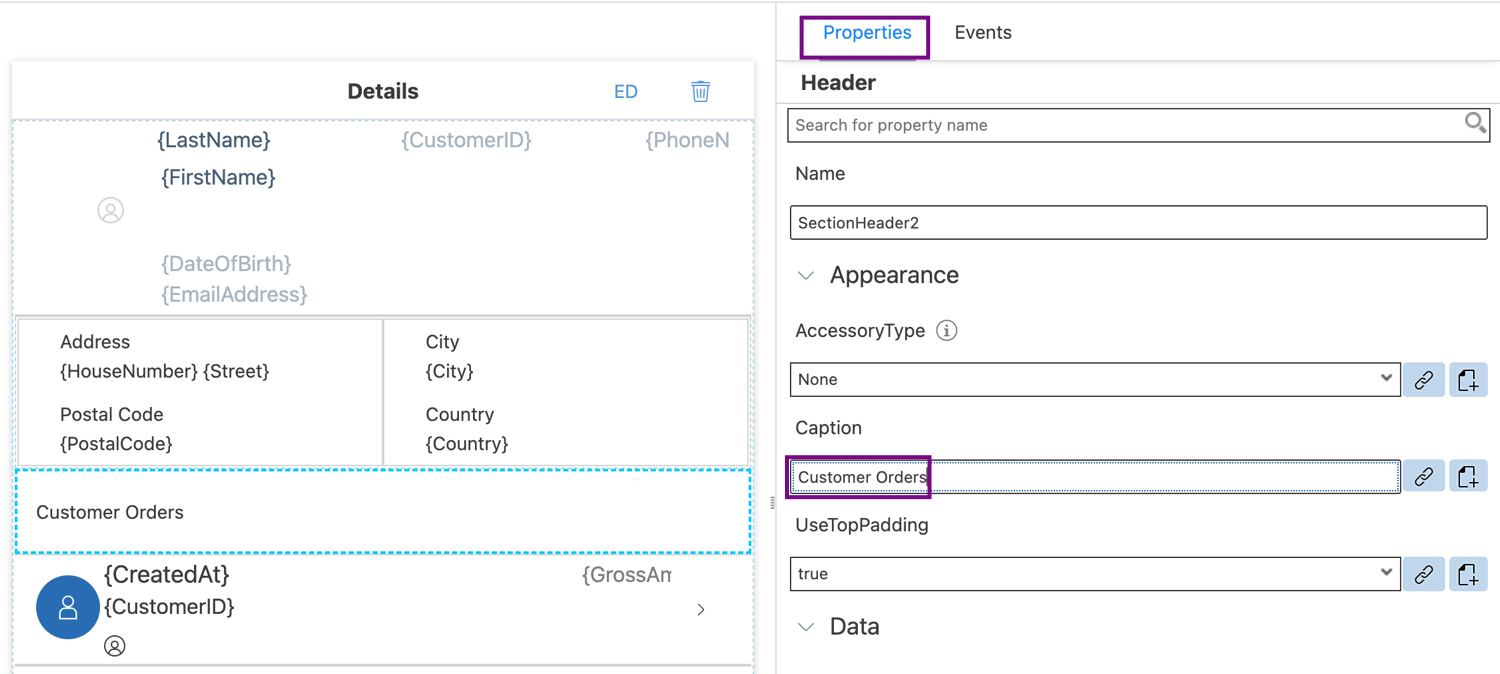 Details ED
{LastName} {CustomerID} {PhoneN
{FirstName}
{DateOfBirth}
{EmailAddress}
Address
{HouseNumber} {Street}
Postal Code
{PostalCode}
City
{City}
Country
{Country}
Customer Orders
{CreatedAt} {GrossAm
{CustomerID}
Properties Events
Header
Search for property name
Name
SectionHeader2
Appearance
AccessoryType
None
Caption
Customer Orders
UseTopPadding
true
Data